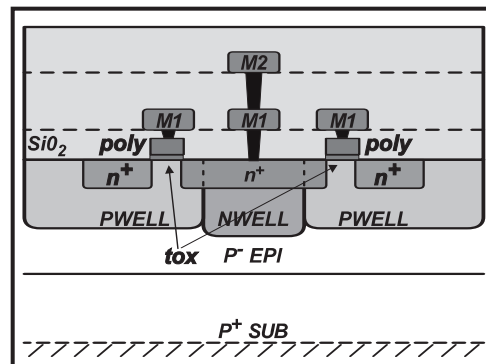 M2
M1 M1 M1
SiO₂ poly poly
n⁺ n⁺ n⁺
PWELL NWELL PWELL
tox P⁻ EPI
P⁺ SUB